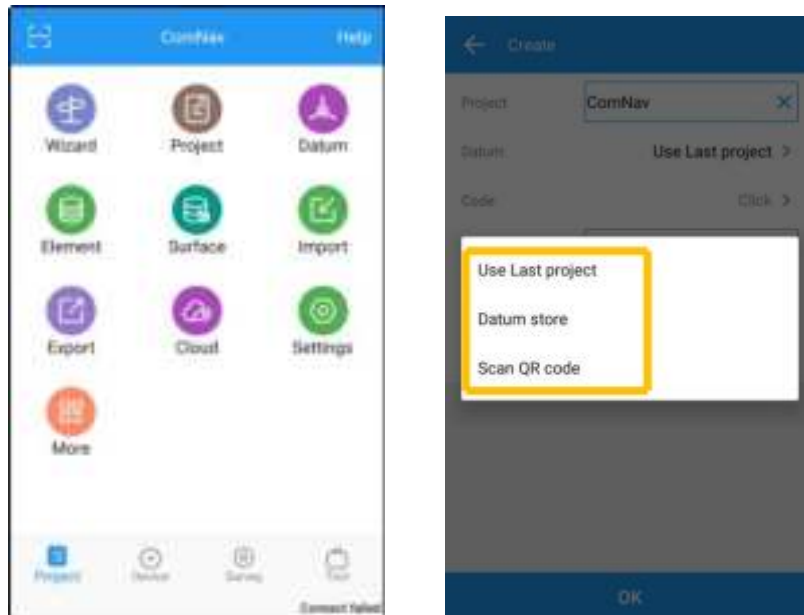 ComNav
Help
Wizard
Project
Datum
Element
Surface
Import
Export
Cloud
Settings
More
Project
Device
Survey
Tool
Connect failed
Create
Project
ComNav
Datum
Use Last project
Code
Click
Use Last project
Datum store
Scan QR code
OK